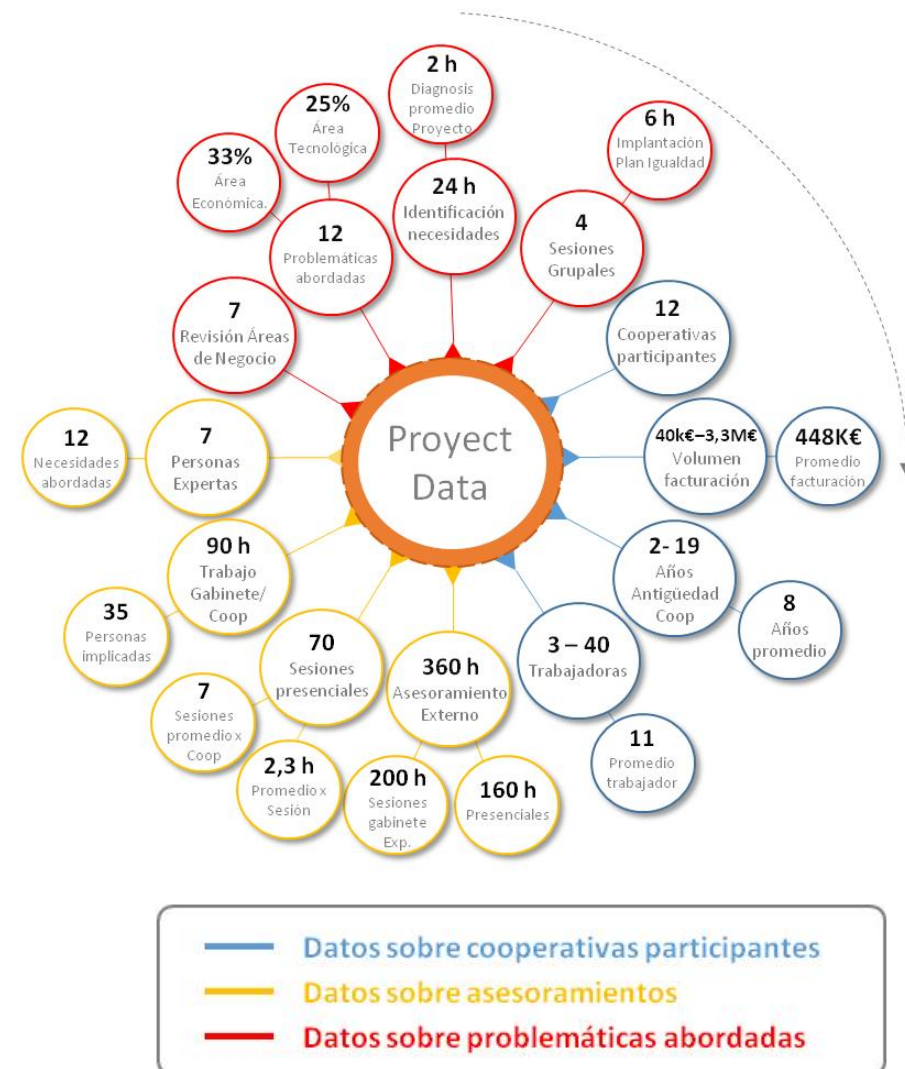 Proyect
Data
2 h
Diagnosis
promedio
Proyecto
24 h
Identificación
necesidades
6 h
Implantación
Plan Igualdad
4
Sesiones
Grupales
12
Cooperativas
participantes
40k€–3,3M€
Volumen
facturación
448K€
Promedio
facturación
2- 19
Años
Antigüedad
Coop
8
Años
promedio
3 – 40
Trabajadoras
11
Promedio
trabajador
360 h
Asesoramiento
Externo
160 h
Presenciales
200 h
Sesiones
gabinete
Exp.
70
Sesiones
presenciales
2,3 h
Promedio x
Sesión
7
Sesiones
promedio x
Coop
90 h
Trabajo
Gabinete/
Coop
35
Personas
implicadas
7
Personas
Expertas
12
Necesidades
abordadas
7
Revisión Áreas
de Negocio
12
Problemáticas
abordadas
33%
Área
Económica.
25%
Área
Tecnológica
Datos sobre cooperativas participantes
Datos sobre asesoramientos
Datos sobre problemáticas abordadas